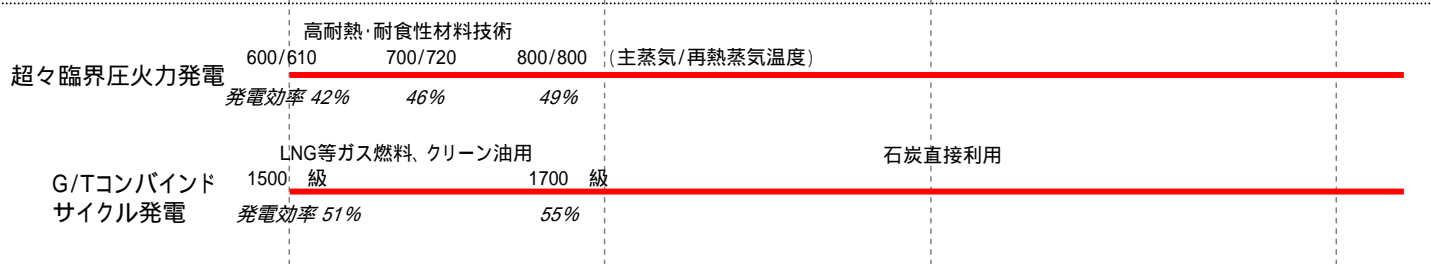 高耐熱・耐食性材料技術
600/610 700/720 800/800 (主蒸気/再熱蒸気温度)
超々臨界圧火力発電
発電効率 42% 46% 49%
LNG等ガス燃料、クリーン油用 石炭直接利用
1500 級 1700 級
G/Tコンバインド
サイクル発電
発電効率 51% 55%